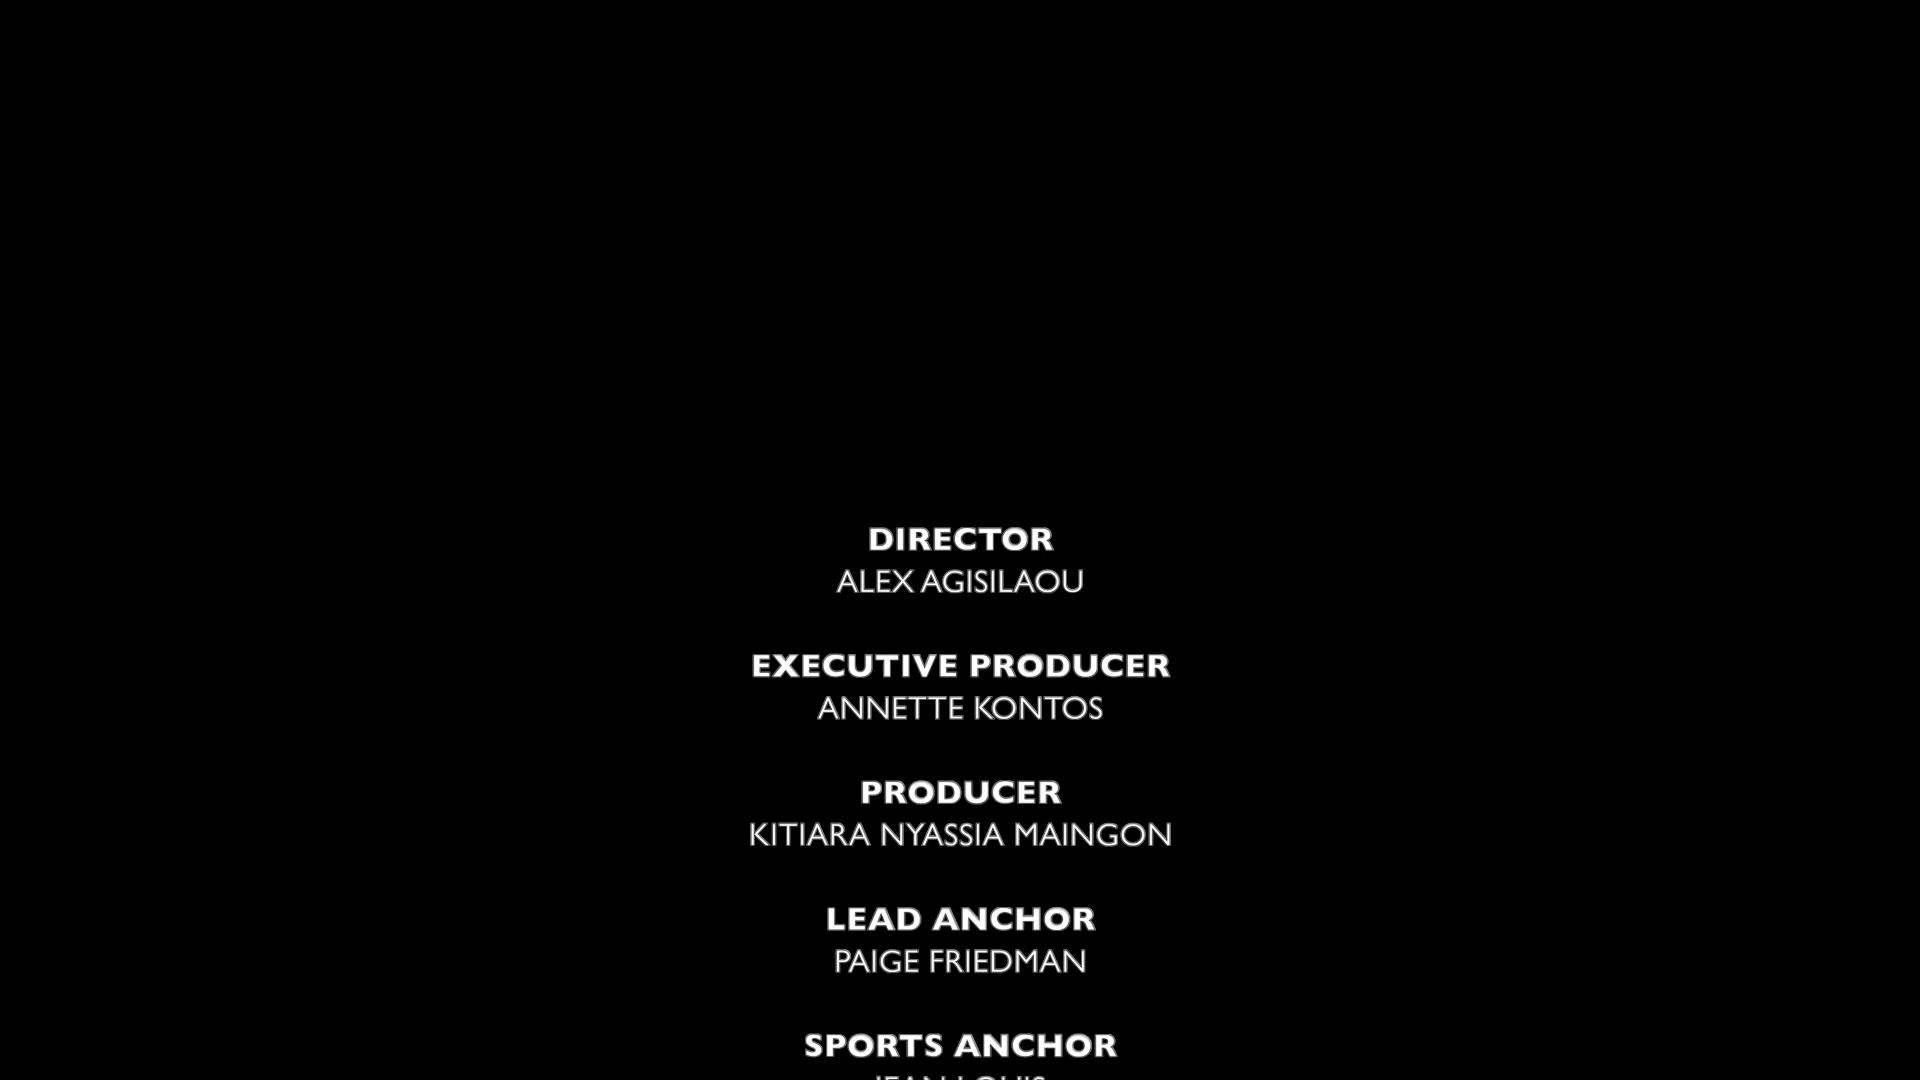 DIRECTOR
ALEX AGISILAOU
EXECUTIVE PRODUCER
ANNETTE KONTOS
PRODUCER
KITIARA NYASSIA MAINGON
LEAD ANCHOR
PAIGE FRIEDMAN
SPORTS ANCHOR